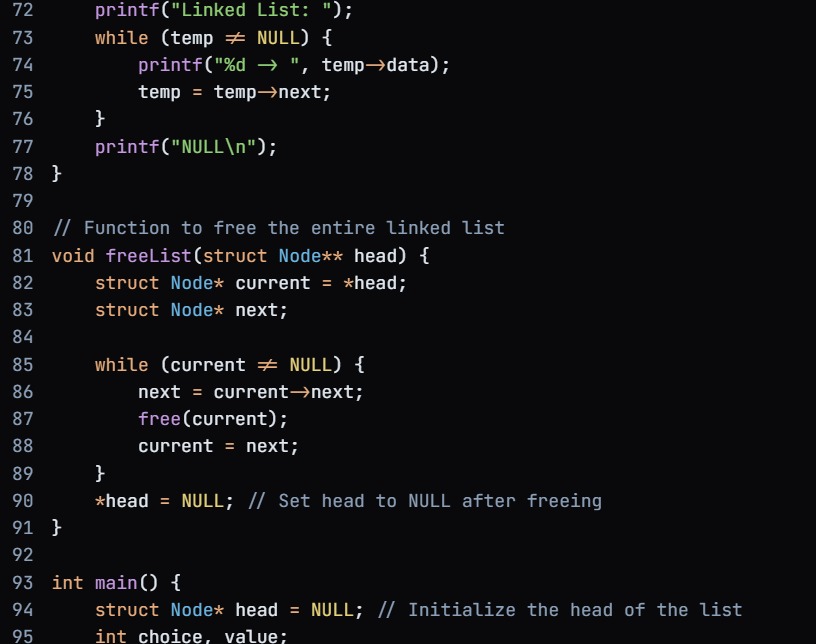 72 printf("Linked List: ");
73 while (temp != NULL) {
74 printf("%d -> ", temp->data);
75 temp = temp->next;
76 }
77 printf("NULL\n");
78 }
79
80 // Function to free the entire linked list
81 void freeList(struct Node** head) {
82 struct Node* current = *head;
83 struct Node* next;
84
85 while (current != NULL) {
86 next = current->next;
87 free(current);
88 current = next;
89 }
90 *head = NULL; // Set head to NULL after freeing
91 }
92
93 int main() {
94 struct Node* head = NULL; // Initialize the head of the list
95 int choice, value;